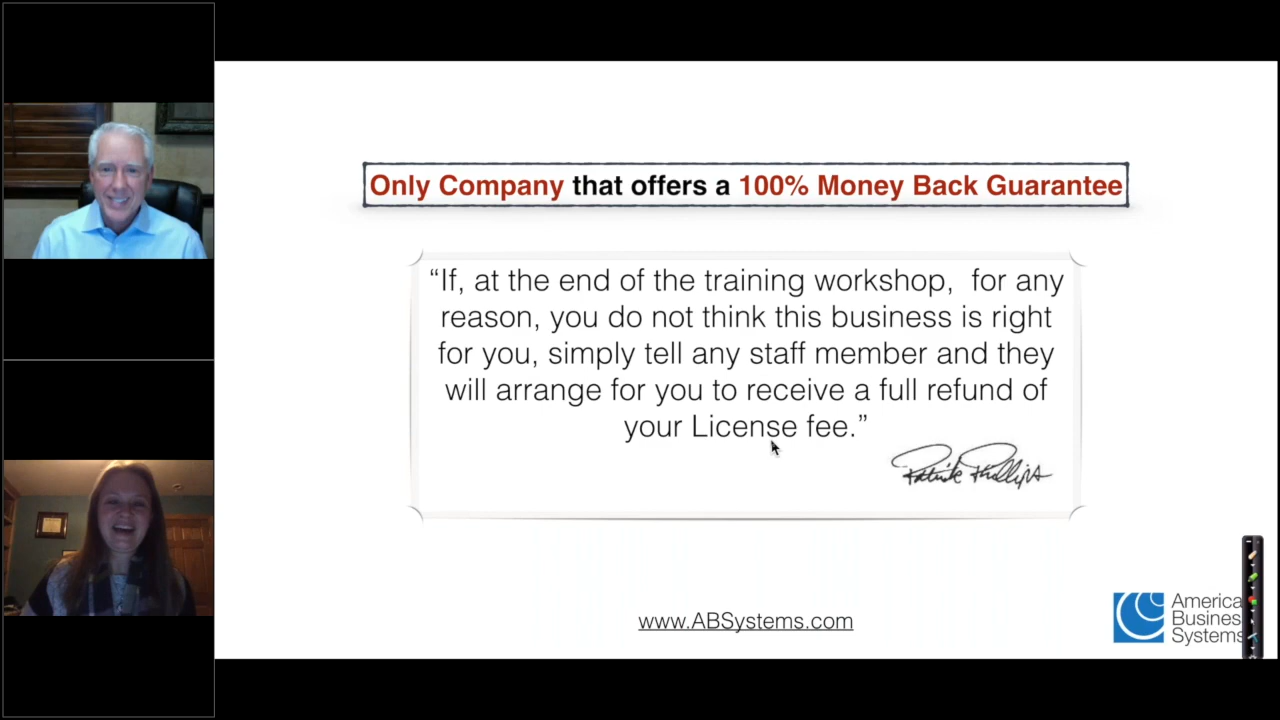 Only Company that offers a 100% Money Back Guarantee
“If, at the end of the training workshop,  for any
reason, you do not think this business is right
for you, simply tell any staff member and they
will arrange for you to receive a full refund of
your License fee.”
Patrick Phillips
www.ABSystems.com
America
Busines
Systems